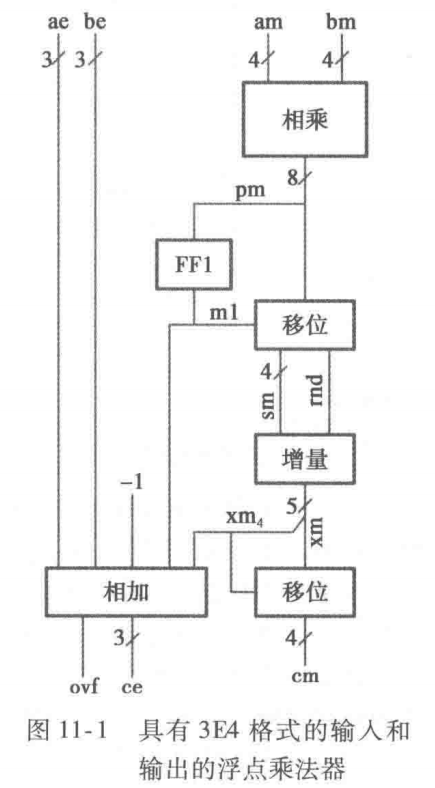 ae be am bm
3 3 4 4
相乘
8
pm
FF1
m1 移位
4
sm rnd
增量
-1
5
xm₄ xm
相加 移位
3 4
ovf ce cm
图 11-1 具有 3E4 格式的输入和
输出的浮点乘法器